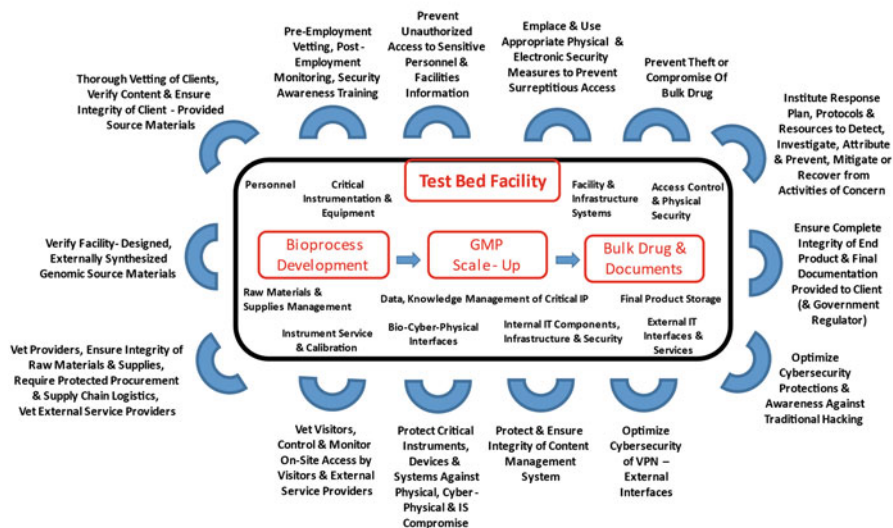 Prevent
Unauthorized
Access to Sensitive
Personnel &
Facilities
Information
Emplace & Use
Appropriate Physical &
Electronic Security
Measures to Prevent
Surreptitious Access
Pre-Employment
Vetting, Post -
Employment
Monitoring, Security
Awareness Training
Prevent Theft or
Compromise Of
Bulk Drug
Thorough Vetting of Clients,
Verify Content & Ensure
Integrity of Client - Provided
Source Materials
Institute Response
Plan, Protocols &
Resources to Detect,
Investigate, Attribute
& Prevent, Mitigate or
Recover from
Activities of Concern
Test Bed Facility
Personnel
Critical
Instrumentation &
Equipment
Facility &
Infrastructure
Systems
Access Control
& Physical
Security
Verify Facility- Designed,
Externally Synthesized
Genomic Source Materials
Bioprocess
Development
GMP
Scale- Up
Bulk Drug &
Documents
Ensure Complete
Integrity of End
Product & Final
Documentation
Provided to Client
(& Government
Regulator)
Raw Materials &
Supplies Management
Data, Knowledge Management of Critical IP
Final Product Storage
Instrument Service
& Calibration
Bio-Cyber-Physical
Interfaces
Internal IT Components,
Infrastructure & Security
External IT
Interfaces &
Services
Vet Providers, Ensure Integrity of
Raw Materials & Supplies,
Require Protected Procurement
& Supply Chain Logistics,
Vet External Service Providers
Optimize
Cybersecurity
Protections &
Awareness Against
Traditional Hacking
Vet Visitors,
Control & Monitor
On-Site Access by
Visitors & External
Service Providers
Protect Critical
Instruments,
Devices &
Systems Against
Physical, Cyber-
Physical & IS
Compromise
Protect & Ensure
Integrity of Content
Management
System
Optimize
Cybersecurity
of VPN –
External
Interfaces